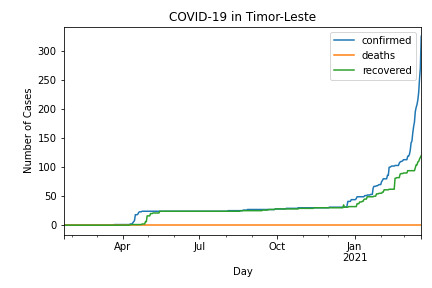 COVID-19 in Timor-Leste
confirmed
deaths
recovered
300
250
200
150
100
50
0
Number of Cases
Apr
Jul
Oct
Jan
2021
Day